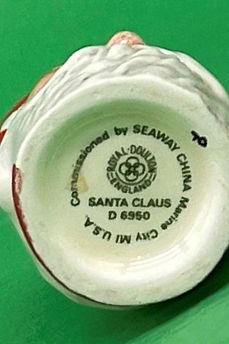 Commissioned by SEAWAY CHINA Marine City MI U.S.A.
ROYAL DOULTON
ENGLAND
SANTA CLAUS
D 6950